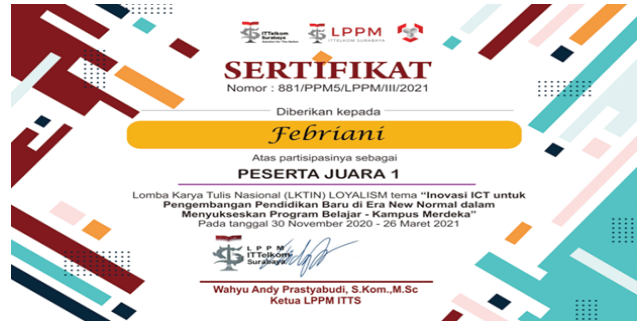 ITTelkom
Surabaya
LPPM
ITTELKOM SURABAYA
SERTIFIKAT
Nomor : 881/PPM5/LPPM/III/2021
Diberikan kepada
Febriani
Atas partisipasinya sebagai
PESERTA JUARA 1
Lomba Karya Tulis Nasional (LKTIN) LOYALISM tema “Inovasi ICT untuk
Pengembangan Pendidikan Baru di Era New Normal dalam
Menyukseskan Program Belajar - Kampus Merdeka”
Pada tanggal 30 November 2020 - 26 Maret 2021
LPPM
ITTelkom
Surabaya
Wahyu Andy Prastyabudi, S.Kom.,M.Sc
Ketua LPPM ITTS